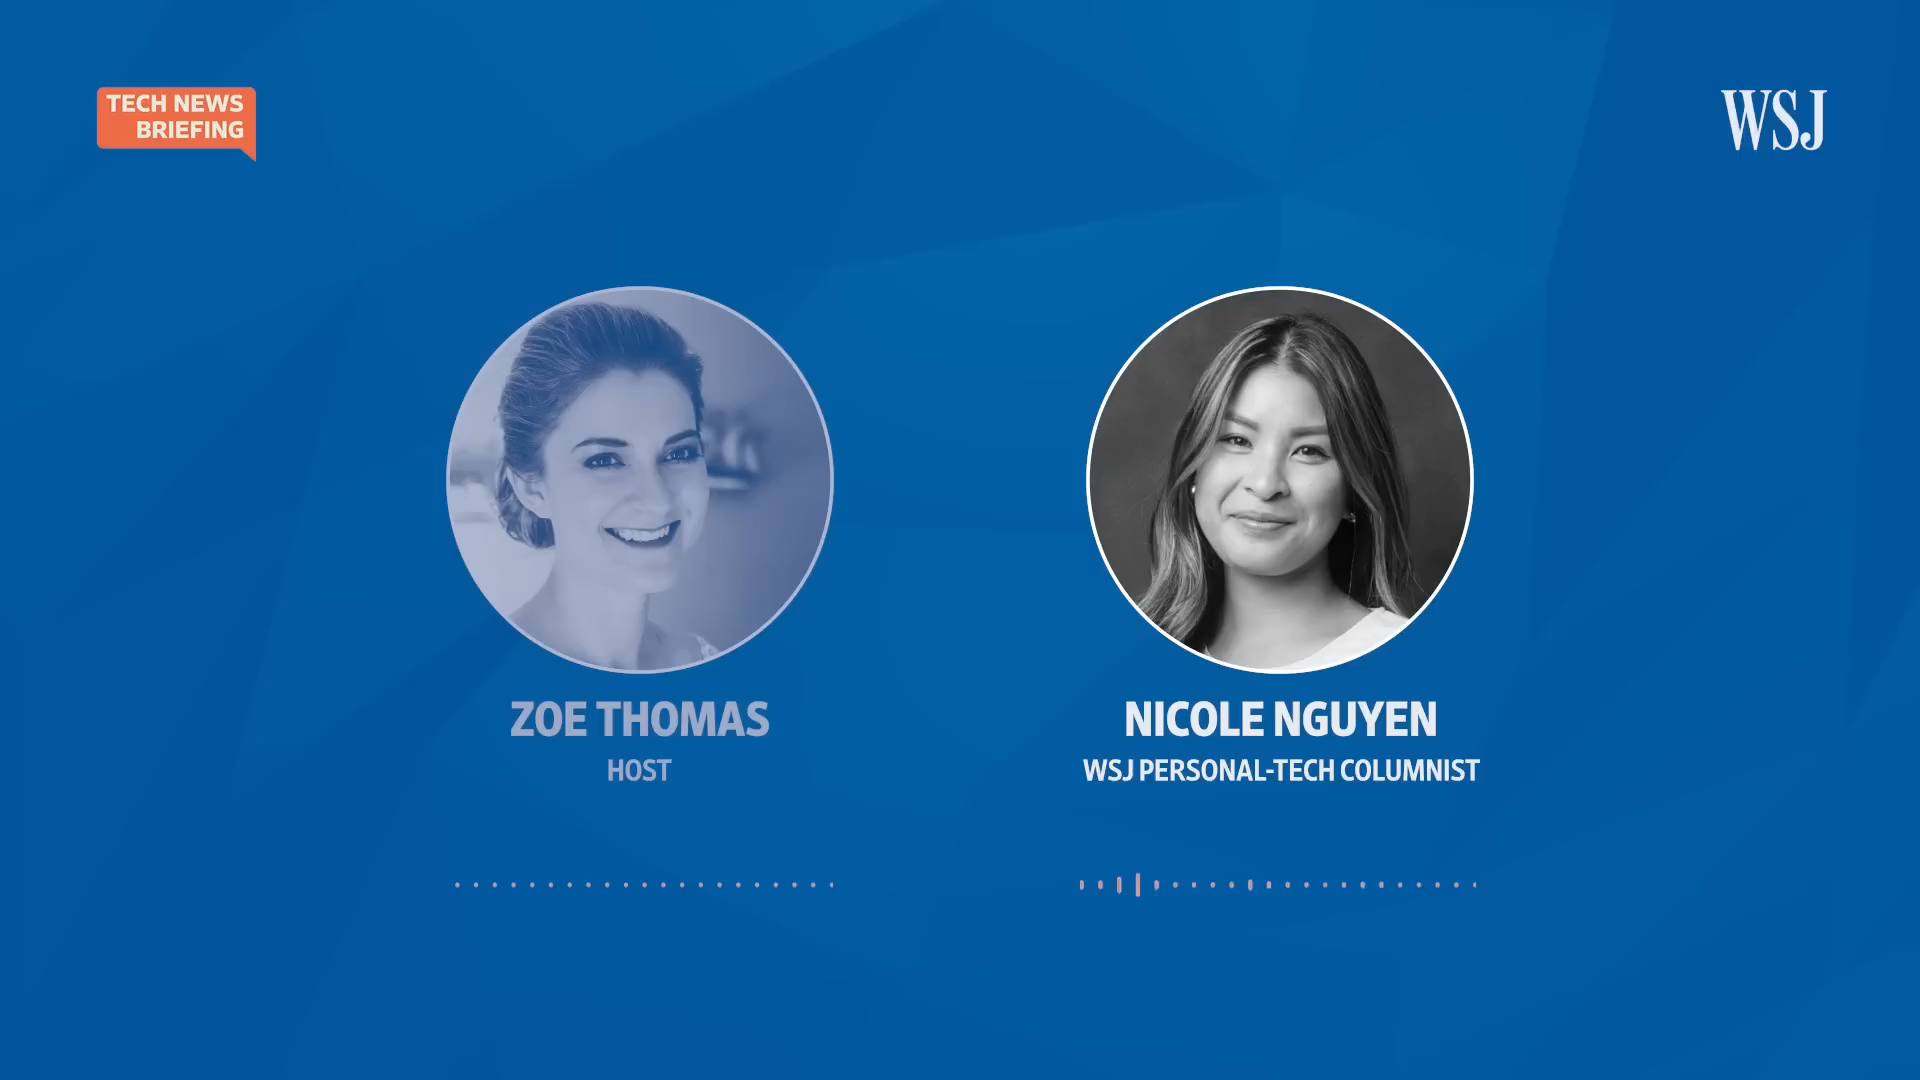 TECH NEWS
BRIEFING
WSJ
ZOE THOMAS
HOST
NICOLE NGUYEN
WSJ PERSONAL-TECH COLUMNIST